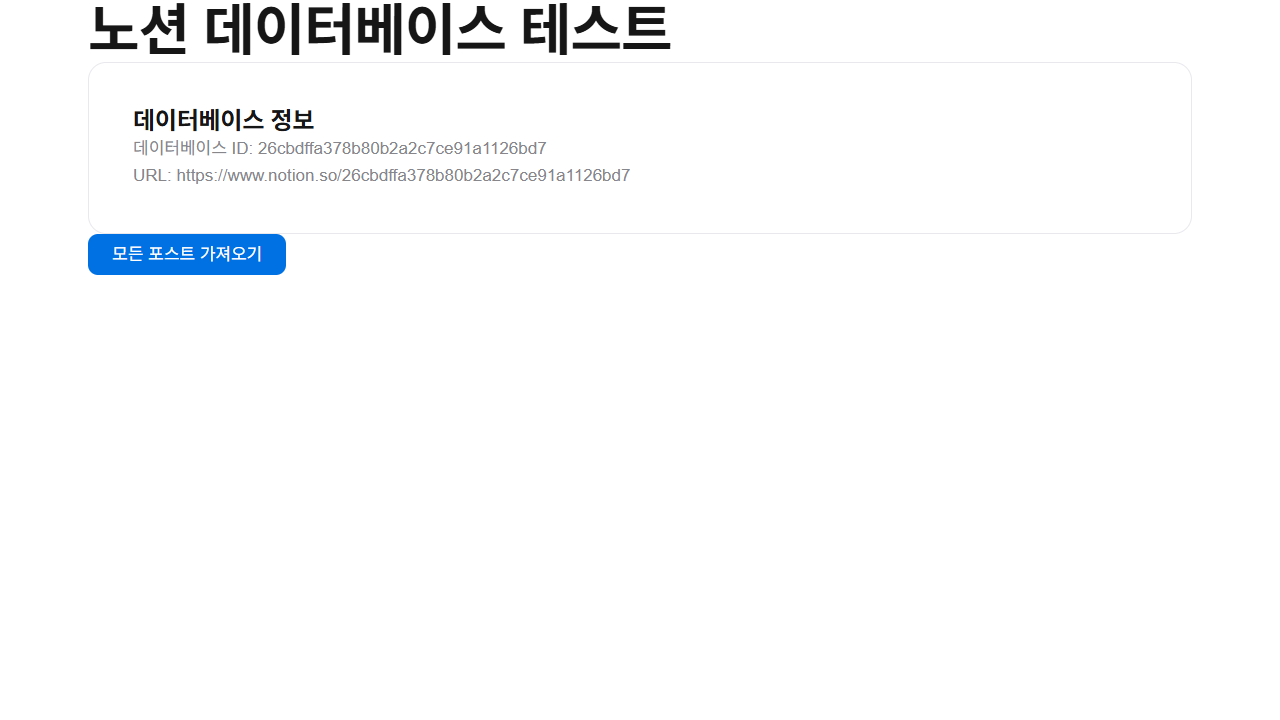 노션 데이터베이스 테스트
데이터베이스 정보
데이터베이스 ID: 26cbdffa378b80b2a2c7ce91a1126bd7
URL: https://www.notion.so/26cbdffa378b80b2a2c7ce91a1126bd7
모든 포스트 가져오기